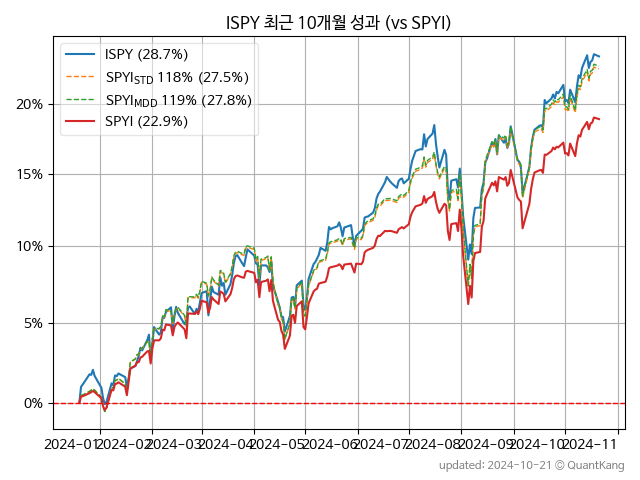 ISPY 최근 10개월 성과 (vs SPYI)
ISPY (28.7%)
SPYISTD 118% (27.5%)
SPYIMDD 119% (27.8%)
SPYI (22.9%)
20%
15%
10%
5%
0%
2024-01 2024-02 2024-03 2024-04 2024-05 2024-06 2024-07 2024-08 2024-09 2024-10 2024-11
updated: 2024-10-21 © QuantKang